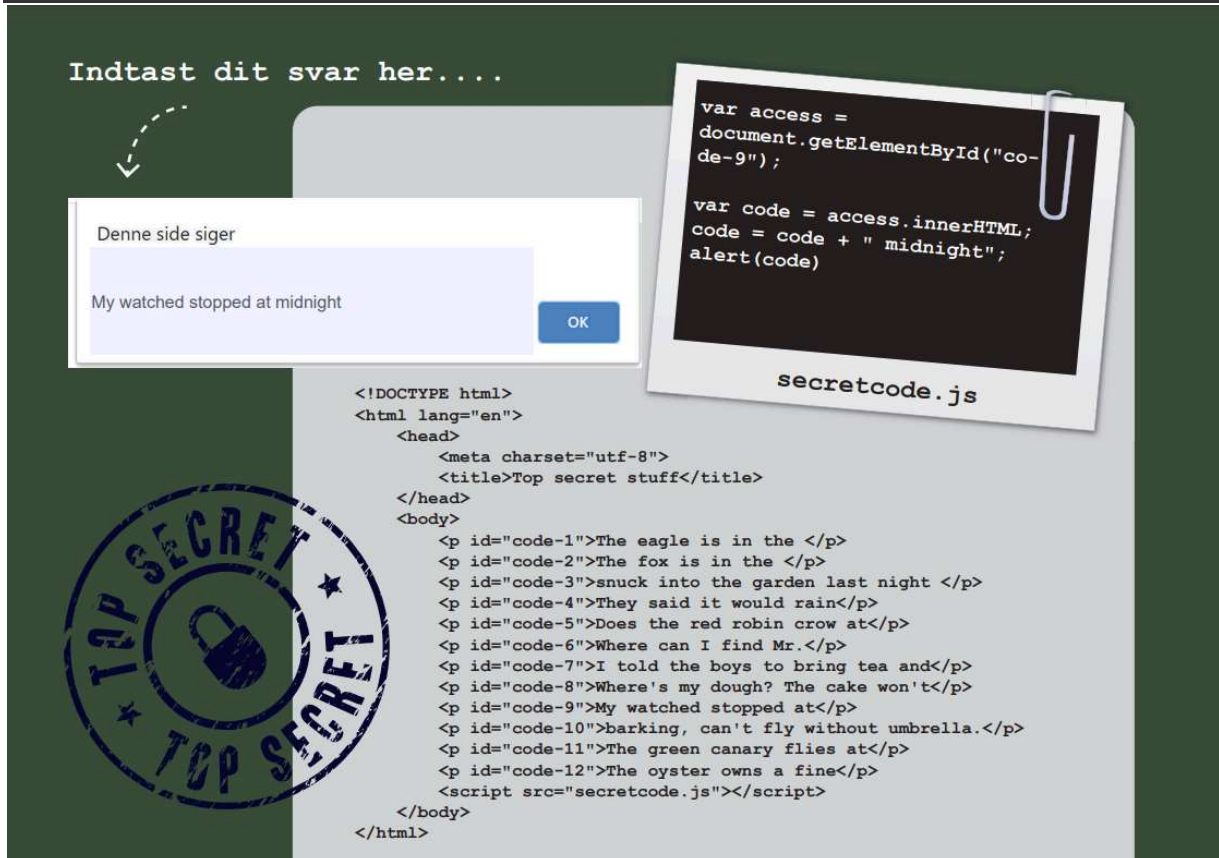 Indtast dit svar her....
var access =
document.getElementById("co-
de-9");
var code = access.innerHTML;
code = code + " midnight";
alert(code)
secretcode.js
Denne side siger
My watched stopped at midnight
OK
<!DOCTYPE html>
<html lang="en">
<head>
<meta charset="utf-8">
<title>Top secret stuff</title>
</head>
<body>
<p id="code-1">The eagle is in the </p>
<p id="code-2">The fox is in the </p>
<p id="code-3">snuck into the garden last night </p>
<p id="code-4">They said it would rain</p>
<p id="code-5">Does the red robin crow at</p>
<p id="code-6">Where can I find Mr.</p>
<p id="code-7">I told the boys to bring tea and</p>
<p id="code-8">Where's my dough? The cake won't</p>
<p id="code-9">My watched stopped at</p>
<p id="code-10">barking, can't fly without umbrella.</p>
<p id="code-11">The green canary flies at</p>
<p id="code-12">The oyster owns a fine</p>
<script src="secretcode.js"></script>
</body>
</html>
TOP SECRET
TOP SECRET